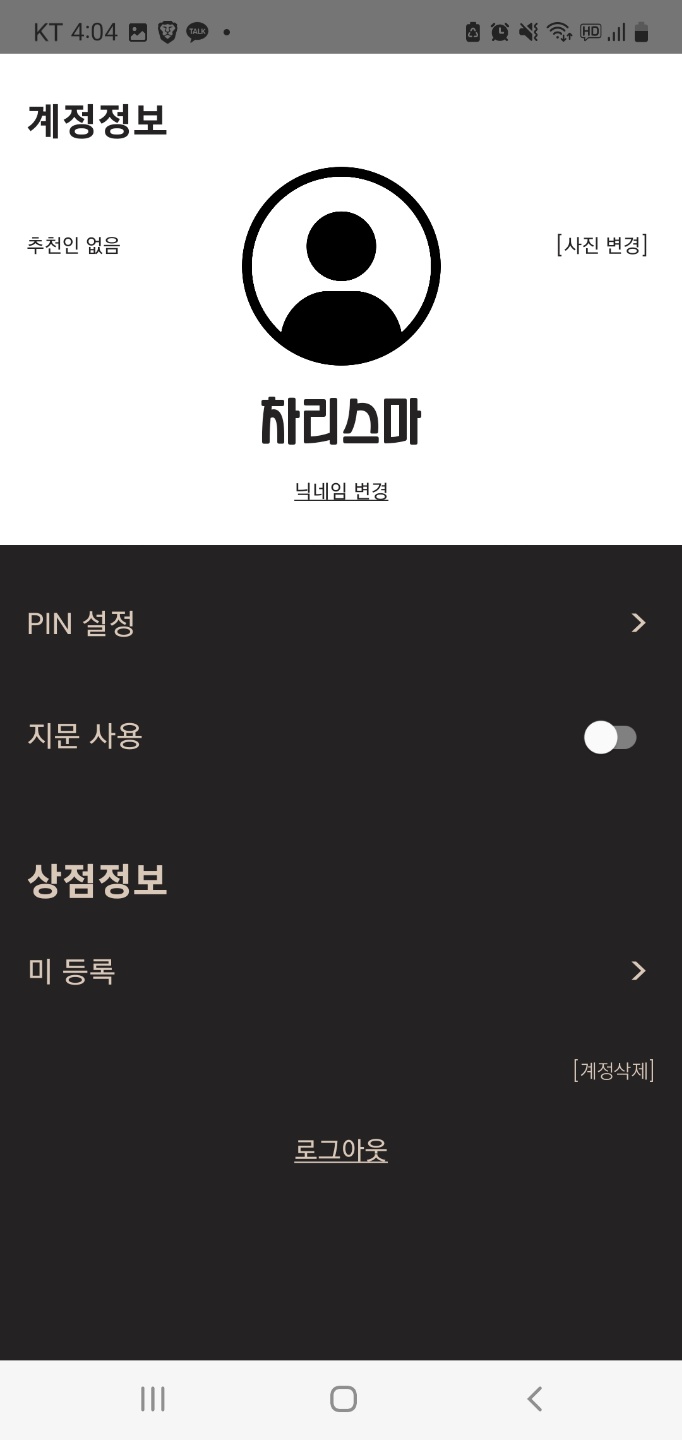 KT 4:04 TALK HD
계정정보
추천인 없음
[사진 변경]
차리스마
닉네임 변경
PIN 설정
지문 사용
상점정보
미 등록
[계정삭제]
로그아웃